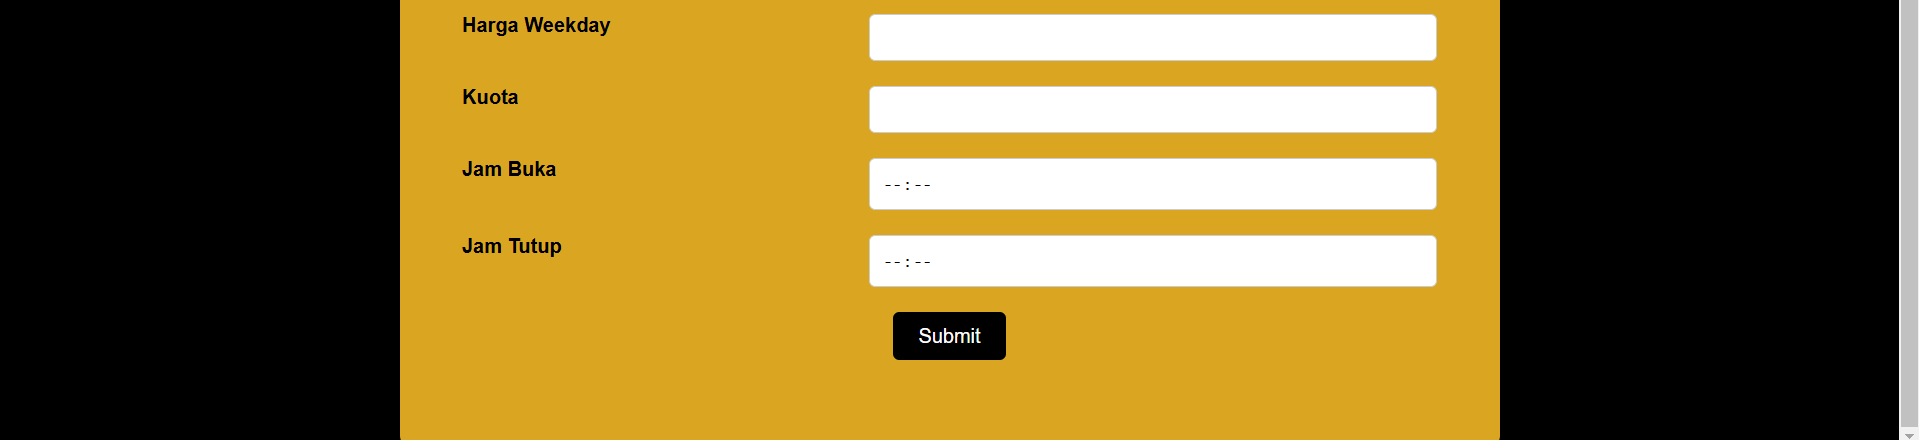 Harga Weekday
Kuota
Jam Buka
--:--
Jam Tutup
--:--
Submit